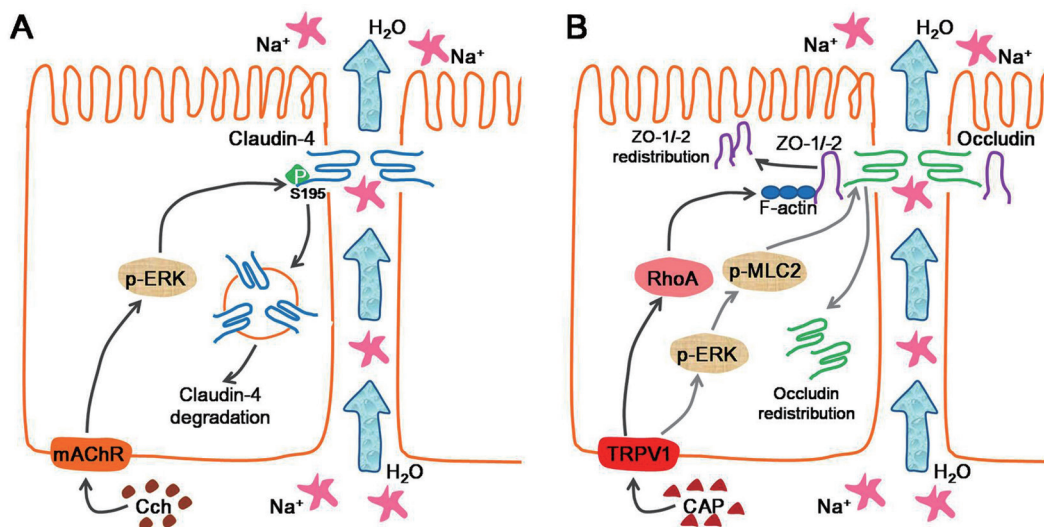 A
Na⁺
H₂O
Na⁺
Claudin-4
P
S195
p-ERK
Claudin-4
degradation
mAChR
Cch
Na⁺
H₂O
B
Na⁺
H₂O
Na⁺
ZO-1/-2
redistribution
ZO-1/-2
Occludin
F-actin
RhoA
p-MLC2
p-ERK
Occludin
redistribution
TRPV1
CAP
Na⁺
H₂O